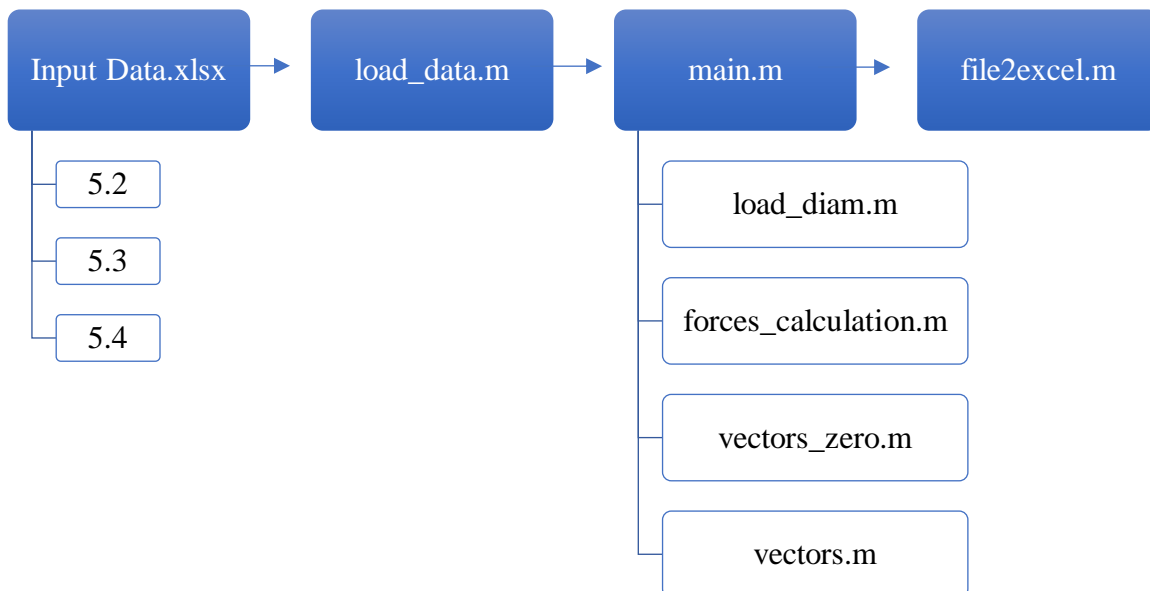 Input Data.xlsx
load_data.m
main.m
file2excel.m
5.2
5.3
5.4
load_diam.m
forces_calculation.m
vectors_zero.m
vectors.m